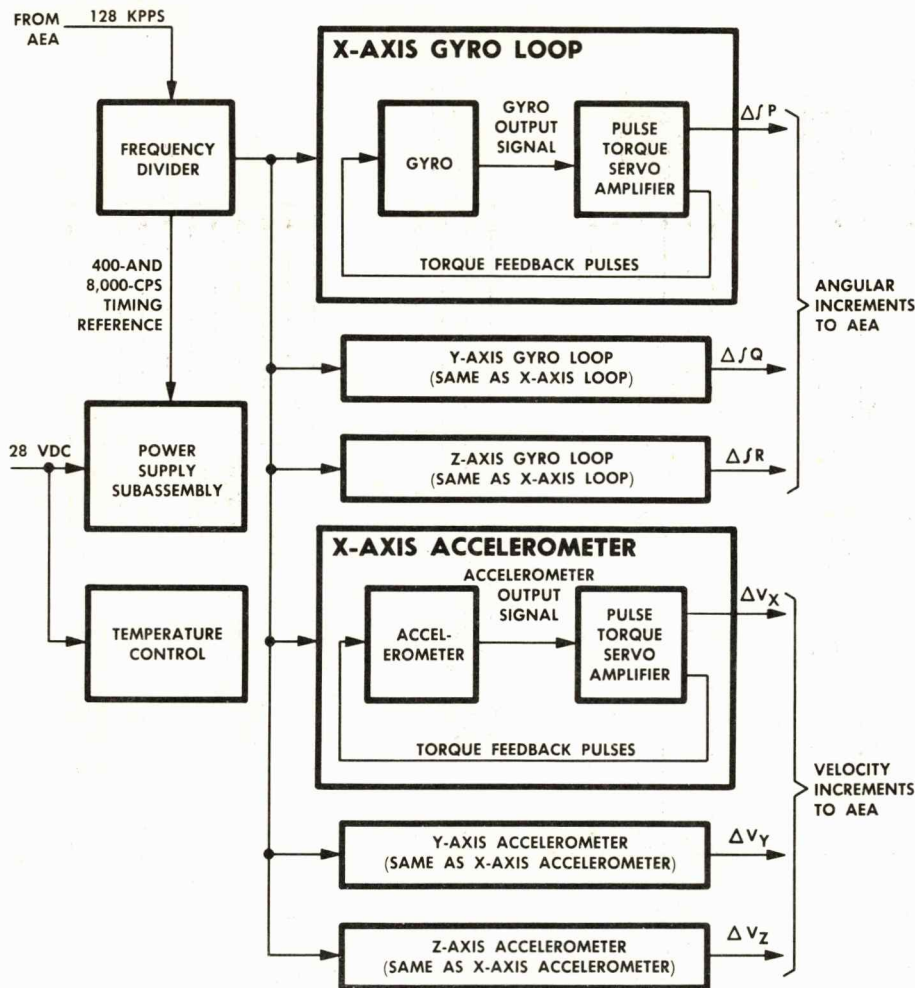 FROM
AEA
128 KPPS
FREQUENCY
DIVIDER
400-AND
8,000-CPS
TIMING
REFERENCE
28 VDC
POWER
SUPPLY
SUBASSEMBLY
TEMPERATURE
CONTROL
X-AXIS GYRO LOOP
GYRO
GYRO
OUTPUT
SIGNAL
PULSE
TORQUE
SERVO
AMPLIFIER
TORQUE FEEDBACK PULSES
Δ∫P
Y-AXIS GYRO LOOP
(SAME AS X-AXIS LOOP)
Δ∫Q
Z-AXIS GYRO LOOP
(SAME AS X-AXIS LOOP)
Δ∫R
ANGULAR
INCREMENTS
TO AEA
X-AXIS ACCELEROMETER
ACCEL-
EROMETER
ACCELEROMETER
OUTPUT
SIGNAL
PULSE
TORQUE
SERVO
AMPLIFIER
TORQUE FEEDBACK PULSES
ΔVX
Y-AXIS ACCELEROMETER
(SAME AS X-AXIS ACCELEROMETER)
ΔVY
Z-AXIS ACCELEROMETER
(SAME AS X-AXIS ACCELEROMETER)
ΔVZ
VELOCITY
INCREMENTS
TO AEA